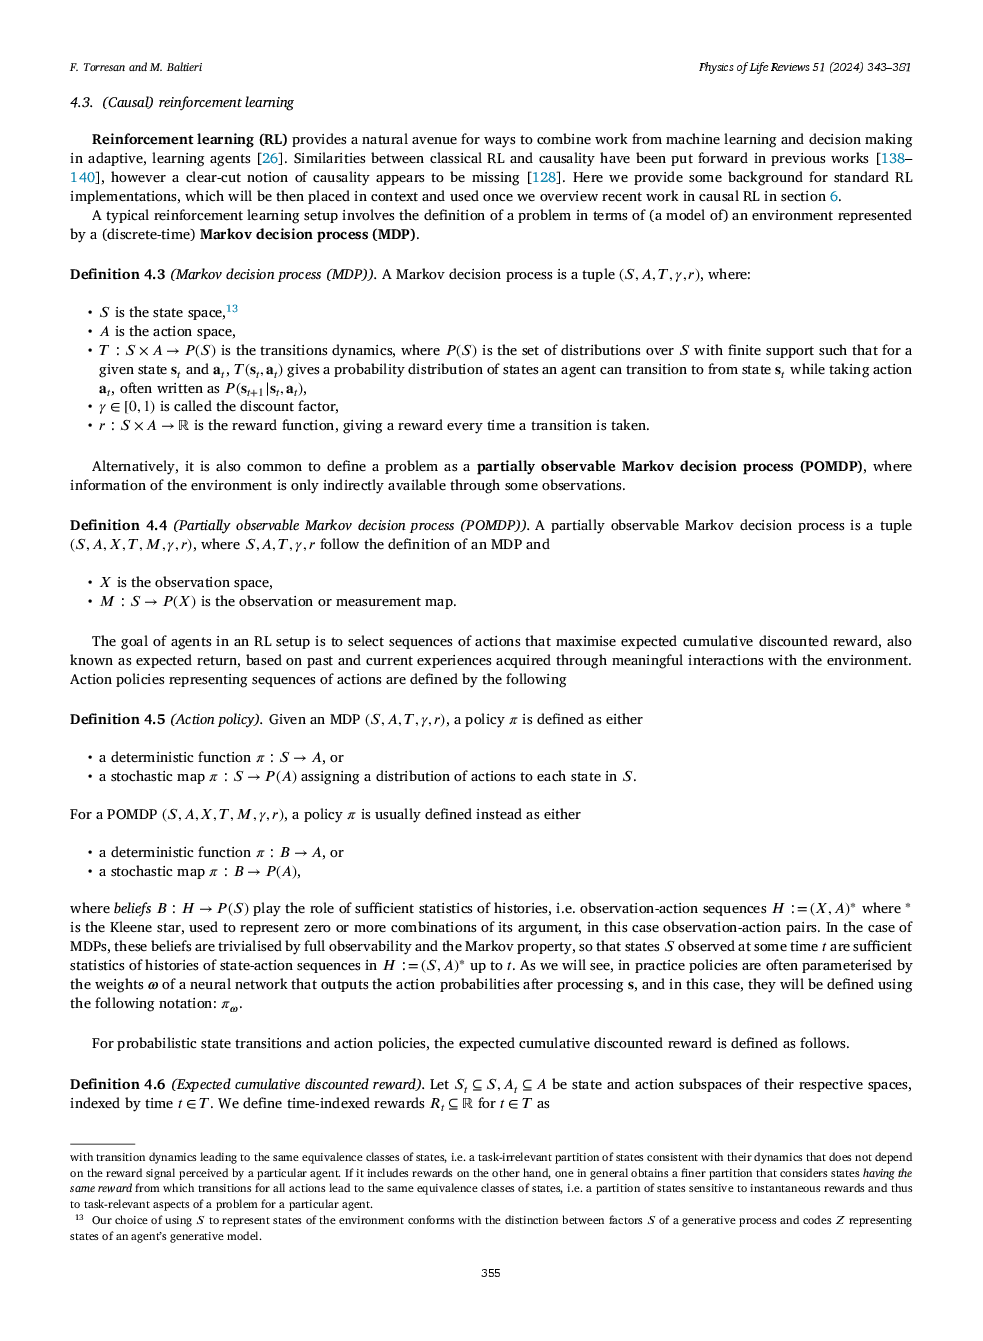 F. Torresan and M. Baltieri
Physics of Life Reviews 51 (2024) 343–381
4.3. (Causal) reinforcement learning
Reinforcement learning (RL) provides a natural avenue for ways to combine work from machine learning and decision making
in adaptive, learning agents [26]. Similarities between classical RL and causality have been put forward in previous works [138–
140], however a clear-cut notion of causality appears to be missing [128]. Here we provide some background for standard RL
implementations, which will be then placed in context and used once we overview recent work in causal RL in section 6.
A typical reinforcement learning setup involves the definition of a problem in terms of (a model of) an environment represented
by a (discrete-time) Markov decision process (MDP).
Definition 4.3 (Markov decision process (MDP)). A Markov decision process is a tuple (S, A, T, γ, r), where:
• S is the state space,13
• A is the action space,
• T : S × A → P(S) is the transitions dynamics, where P(S) is the set of distributions over S with finite support such that for a
given state s_t and a_t, T(s_t, a_t) gives a probability distribution of states an agent can transition to from state s_t while taking action
a_t, often written as P(s_{t+1}|s_t, a_t),
• γ ∈ [0, 1) is called the discount factor,
• r : S × A → ℝ is the reward function, giving a reward every time a transition is taken.
Alternatively, it is also common to define a problem as a partially observable Markov decision process (POMDP), where
information of the environment is only indirectly available through some observations.
Definition 4.4 (Partially observable Markov decision process (POMDP)). A partially observable Markov decision process is a tuple
(S, A, X, T, M, γ, r), where S, A, T, γ, r follow the definition of an MDP and
• X is the observation space,
• M : S → P(X) is the observation or measurement map.
The goal of agents in an RL setup is to select sequences of actions that maximise expected cumulative discounted reward, also
known as expected return, based on past and current experiences acquired through meaningful interactions with the environment.
Action policies representing sequences of actions are defined by the following
Definition 4.5 (Action policy). Given an MDP (S, A, T, γ, r), a policy π is defined as either
• a deterministic function π : S → A, or
• a stochastic map π : S → P(A) assigning a distribution of actions to each state in S.
For a POMDP (S, A, X, T, M, γ, r), a policy π is usually defined instead as either
• a deterministic function π : B → A, or
• a stochastic map π : B → P(A),
where beliefs B : H → P(S) play the role of sufficient statistics of histories, i.e. observation-action sequences H := (X, A)* where *
is the Kleene star, used to represent zero or more combinations of its argument, in this case observation-action pairs. In the case of
MDPs, these beliefs are trivialised by full observability and the Markov property, so that states S observed at some time t are sufficient
statistics of histories of state-action sequences in H := (S, A)* up to t. As we will see, in practice policies are often parameterised by
the weights ω of a neural network that outputs the action probabilities after processing s, and in this case, they will be defined using
the following notation: π_ω.
For probabilistic state transitions and action policies, the expected cumulative discounted reward is defined as follows.
Definition 4.6 (Expected cumulative discounted reward). Let S_t ⊆ S, A_t ⊆ A be state and action subspaces of their respective spaces,
indexed by time t ∈ T. We define time-indexed rewards R_t ⊆ ℝ for t ∈ T as
with transition dynamics leading to the same equivalence classes of states, i.e. a task-irrelevant partition of states consistent with their dynamics that does not depend
on the reward signal perceived by a particular agent. If it includes rewards on the other hand, one in general obtains a finer partition that considers states having the
same reward from which transitions for all actions lead to the same equivalence classes of states, i.e. a partition of states sensitive to instantaneous rewards and thus
to task-relevant aspects of a problem for a particular agent.
13 Our choice of using S to represent states of the environment conforms with the distinction between factors S of a generative process and codes Z representing
states of an agent's generative model.
355